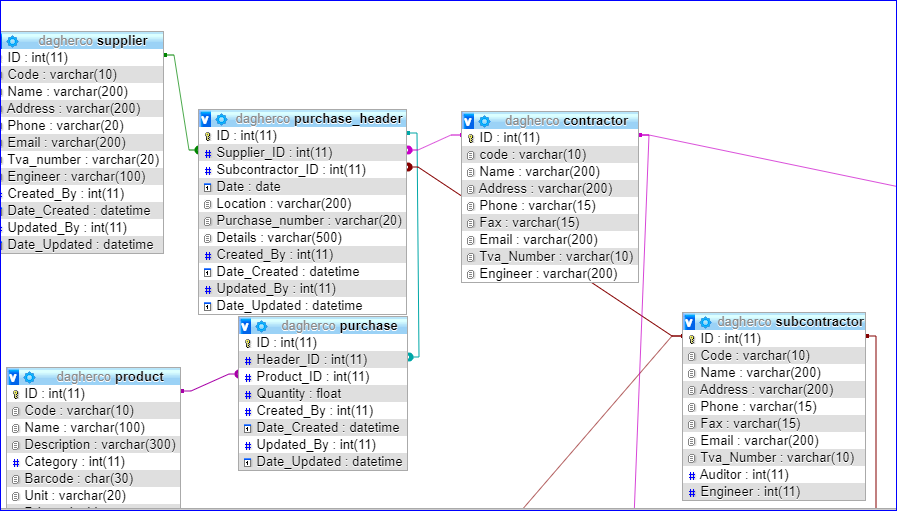 dagherco supplier
ID : int(11)
Code : varchar(10)
Name : varchar(200)
Address : varchar(200)
Phone : varchar(20)
Email : varchar(200)
Tva_number : varchar(20)
Engineer : varchar(100)
Created_By : int(11)
Date_Created : datetime
Updated_By : int(11)
Date_Updated : datetime
dagherco purchase_header
ID : int(11)
Supplier_ID : int(11)
Subcontractor_ID : int(11)
Date : date
Location : varchar(200)
Purchase_number : varchar(20)
Details : varchar(500)
Created_By : int(11)
Date_Created : datetime
Updated_By : int(11)
Date_Updated : datetime
dagherco contractor
ID : int(11)
code : varchar(10)
Name : varchar(200)
Address : varchar(200)
Phone : varchar(15)
Fax : varchar(15)
Email : varchar(200)
Tva_Number : varchar(10)
Engineer : varchar(200)
dagherco purchase
ID : int(11)
Header_ID : int(11)
Product_ID : int(11)
Quantity : float
Created_By : int(11)
Date_Created : datetime
Updated_By : int(11)
Date_Updated : datetime
dagherco product
ID : int(11)
Code : varchar(10)
Name : varchar(100)
Description : varchar(300)
Category : int(11)
Barcode : char(30)
Unit : varchar(20)
dagherco subcontractor
ID : int(11)
Code : varchar(10)
Name : varchar(200)
Address : varchar(200)
Phone : varchar(15)
Fax : varchar(15)
Email : varchar(200)
Tva_Number : varchar(10)
Auditor : int(11)
Engineer : int(11)